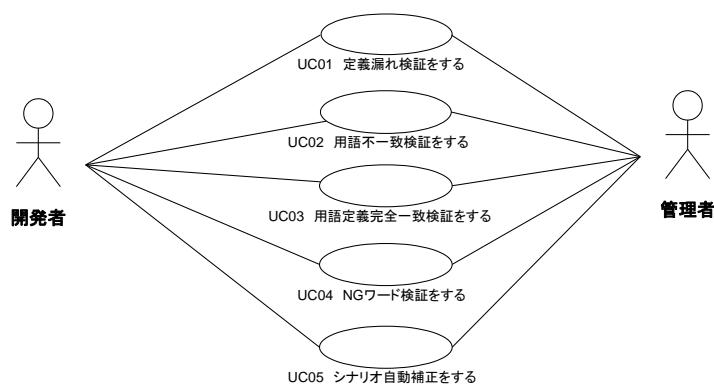 UC01 定義漏れ検証をする
UC02 用語不一致検証をする
開発者
管理者
UC03 用語定義完全一致検証をする
UC04 NGワード検証をする
UC05 シナリオ自動補正をする